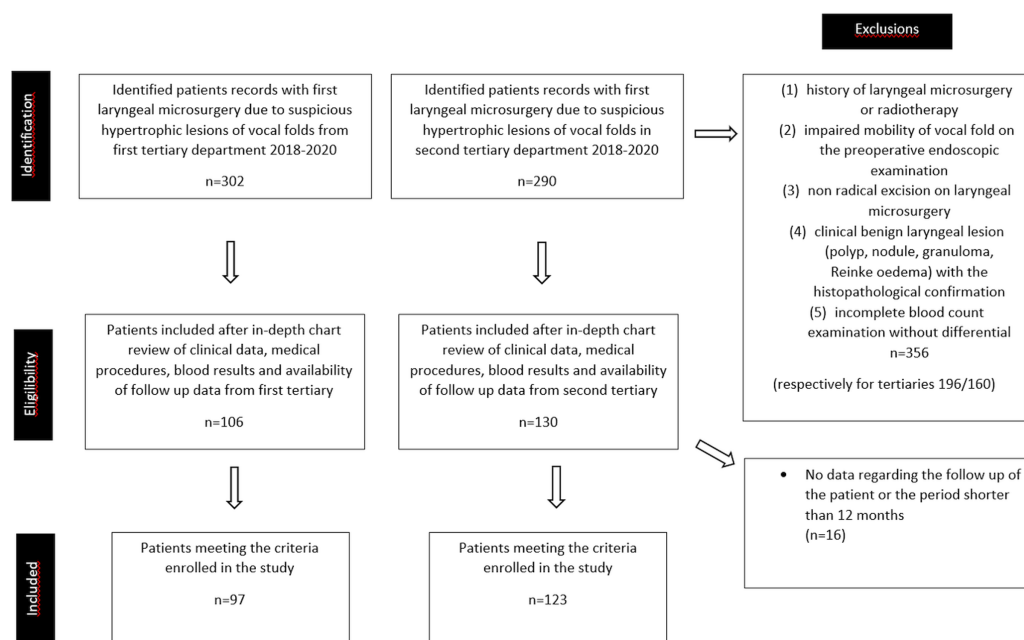 Exclusions
Identification
Identified patients records with first
laryngeal microsurgery due to suspicious
hypertrophic lesions of vocal folds from
first tertiary department 2018-2020
n=302
Identified patients records with first
laryngeal microsurgery due to suspicious
hypertrophic lesions of vocal folds in
second tertiary department 2018-2020
n=290
(1) history of laryngeal microsurgery
or radiotherapy
(2) impaired mobility of vocal fold on
the preoperative endoscopic
examination
(3) non radical excision on laryngeal
microsurgery
(4) clinical benign laryngeal lesion
(polyp, nodule, granuloma,
Reinke oedema) with the
histopathological confirmation
(5) incomplete blood count
examination without differential
n=356
(respectively for tertiaries 196/160)
Eligilibility
Patients included after in-depth chart
review of clinical data, medical
procedures, blood results and availability
of follow up data from first tertiary
n=106
Patients included after in-depth chart
review of clinical data, medical
procedures, blood results and availability
of follow up data from second tertiary
n=130
• No data regarding the follow up of
the patient or the period shorter
than 12 months
(n=16)
Included
Patients meeting the criteria
enrolled in the study
n=97
Patients meeting the criteria
enrolled in the study
n=123